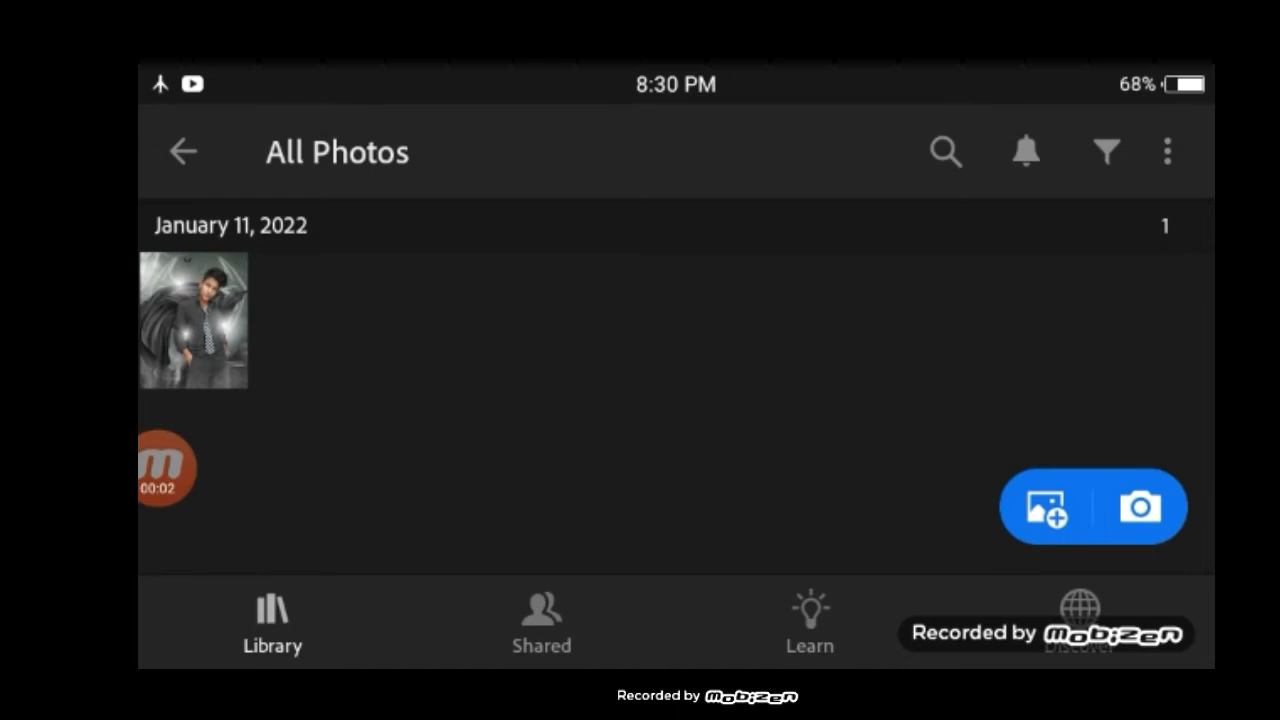 8:30 PM
68%
All Photos
January 11, 2022
1
m
00:02
Library
Shared
Learn
Discover
Recorded by mobizen
Recorded by mobizen